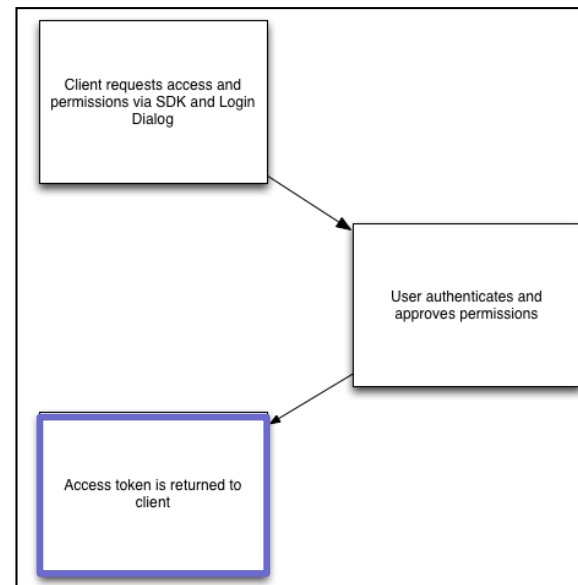 Client requests access and
permissions via SDK and Login
Dialog
User authenticates and
approves permissions
Access token is returned to
client